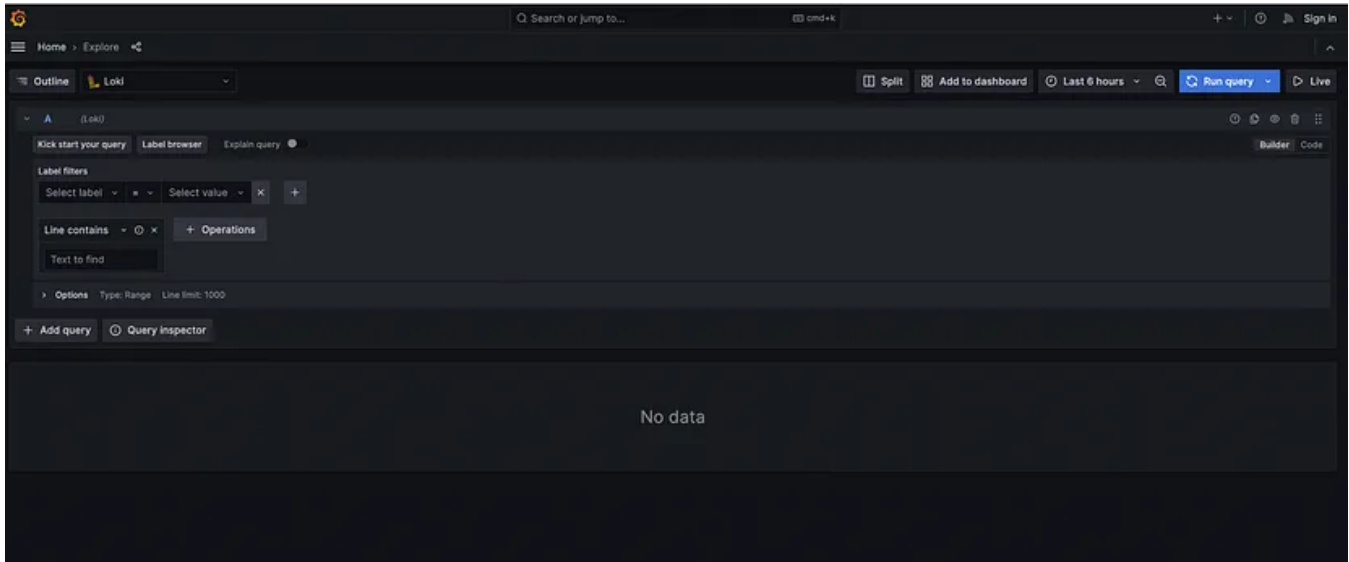 Search or jump to... cmd+k + Sign in
Home › Explore
Outline Loki Split Add to dashboard Last 6 hours Run query Live
A (Loki)
Kick start your query Label browser Explain query Builder Code
Label filters
Select label = Select value × +
Line contains × + Operations
Text to find
› Options Type: Range Line limit: 1000
+ Add query Query inspector
No data